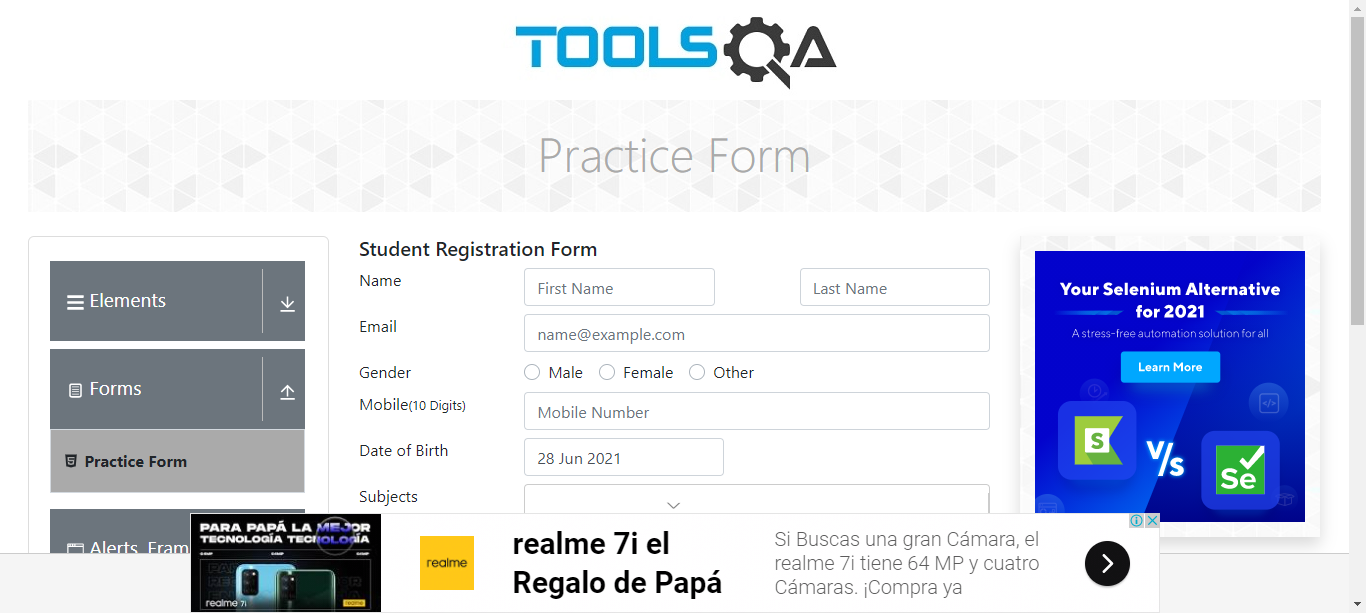 TOOLSQA
Practice Form
Elements
Forms
Practice Form
Alerts, Fram
Student Registration Form
Name
First Name
Last Name
Email
name@example.com
Gender
Male
Female
Other
Mobile(10 Digits)
Mobile Number
Date of Birth
28 Jun 2021
Subjects
Your Selenium Alternative
for 2021
A stress-free automation solution for all
Learn More
S
V/s
Se
PARA PAPÁ LA MEJOR
TECNOLOGÍA TECNOLOGÍA
realme 7i
realme
realme
realme 7i el
Regalo de Papá
Si Buscas una gran Cámara, el
realme 7i tiene 64 MP y cuatro
Cámaras. ¡Compra ya